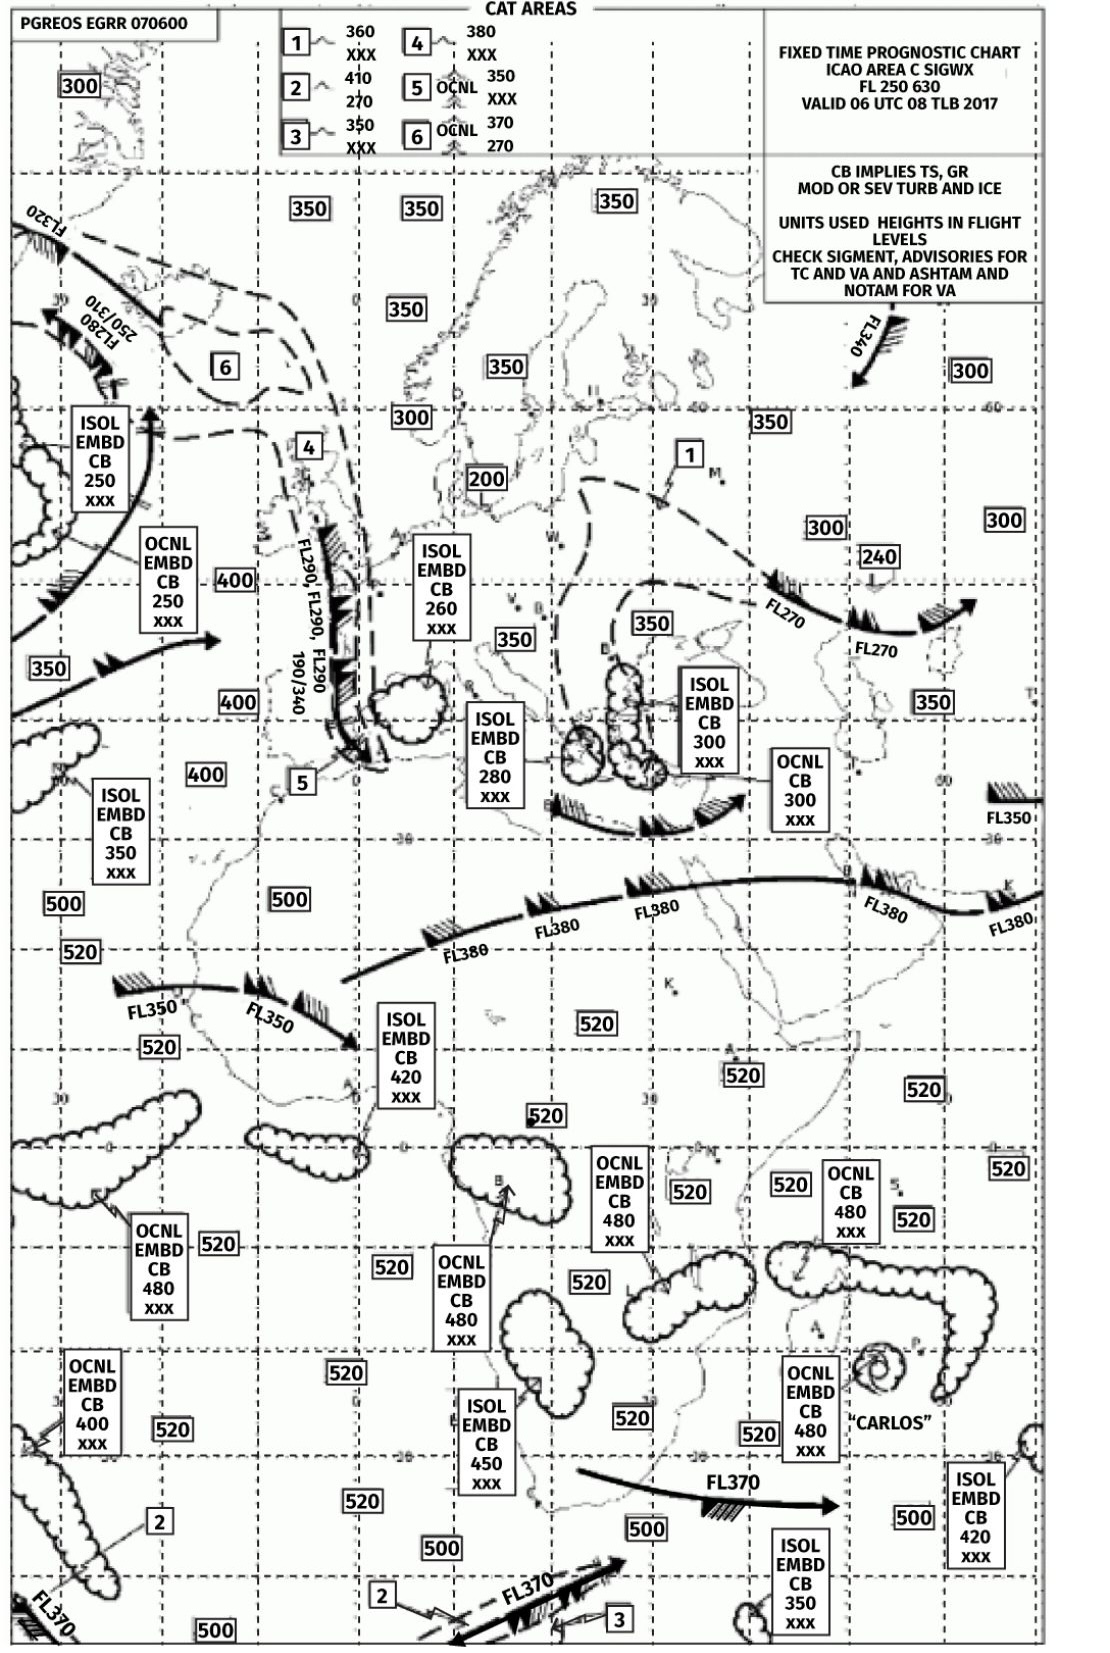 PGREOS EGRR 070600
CAT AREAS
1 360 XXX
4 380 XXX
2 410 270
5 OCNL 350 XXX
3 350 XXX
6 OCNL 370 270
FIXED TIME PROGNOSTIC CHART
ICAO AREA C SIGWX
FL 250 630
VALID 06 UTC 08 TLB 2017
CB IMPLIES TS, GR
MOD OR SEV TURB AND ICE
UNITS USED HEIGHTS IN FLIGHT
LEVELS
CHECK SIGMENT, ADVISORIES FOR
TC AND VA AND ASHTAM AND
NOTAM FOR VA
300
350
350
350
FL320
350
FL280
250/310
FL340
6
350
300
300
350
ISOL
EMBD
CB
250
XXX
4
1
M
200
300
300
240
OCNL
EMBD
CB
250
XXX
400
ISOL
EMBD
CB
260
XXX
FL290, FL290, FL290
190/340
FL270
FL270
350
350
350
400
350
ISOL
EMBD
CB
300
XXX
ISOL
EMBD
CB
280
XXX
400
5
OCNL
CB
300
XXX
ISOL
EMBD
CB
350
XXX
FL350
500
500
FL380
FL380
FL380
FL380
FL380
520
FL350
FL350
520
520
ISOL
EMBD
CB
420
XXX
520
520
520
OCNL
EMBD
CB
480
XXX
520
520
520
OCNL
CB
480
XXX
520
OCNL
EMBD
CB
480
XXX
520
520
OCNL
EMBD
CB
480
XXX
520
OCNL
EMBD
CB
400
XXX
520
520
ISOL
EMBD
CB
450
XXX
520
520
OCNL
EMBD
CB
480
XXX
"CARLOS"
FL370
520
500
500
ISOL
EMBD
CB
420
XXX
2
500
ISOL
EMBD
CB
350
XXX
FL370
500
2
FL370
3